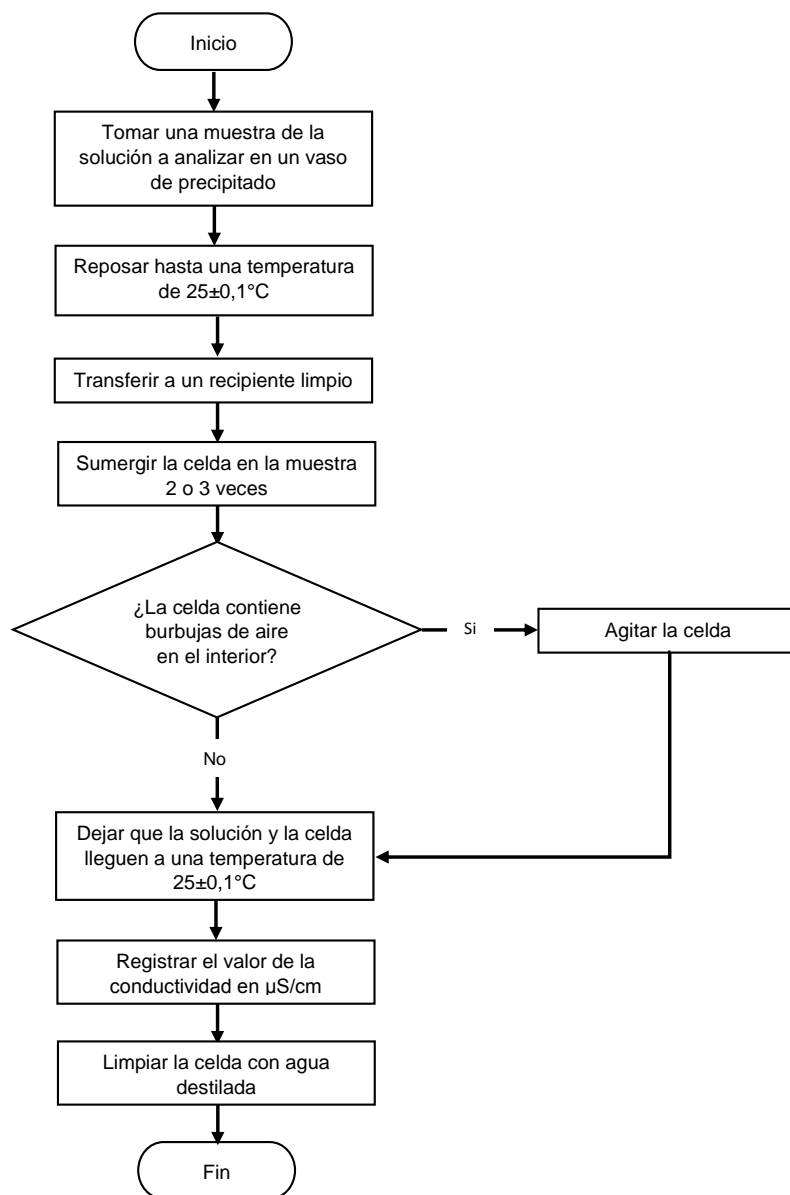 Inicio
Tomar una muestra de la
solución a analizar en un vaso
de precipitado
Reposar hasta una temperatura
de 25±0,1°C
Transferir a un recipiente limpio
Sumergir la celda en la muestra
2 o 3 veces
¿La celda contiene
burbujas de aire
en el interior?
Si
Agitar la celda
No
Dejar que la solución y la celda
lleguen a una temperatura de
25±0,1°C
Registrar el valor de la
conductividad en µS/cm
Limpiar la celda con agua
destilada
Fin